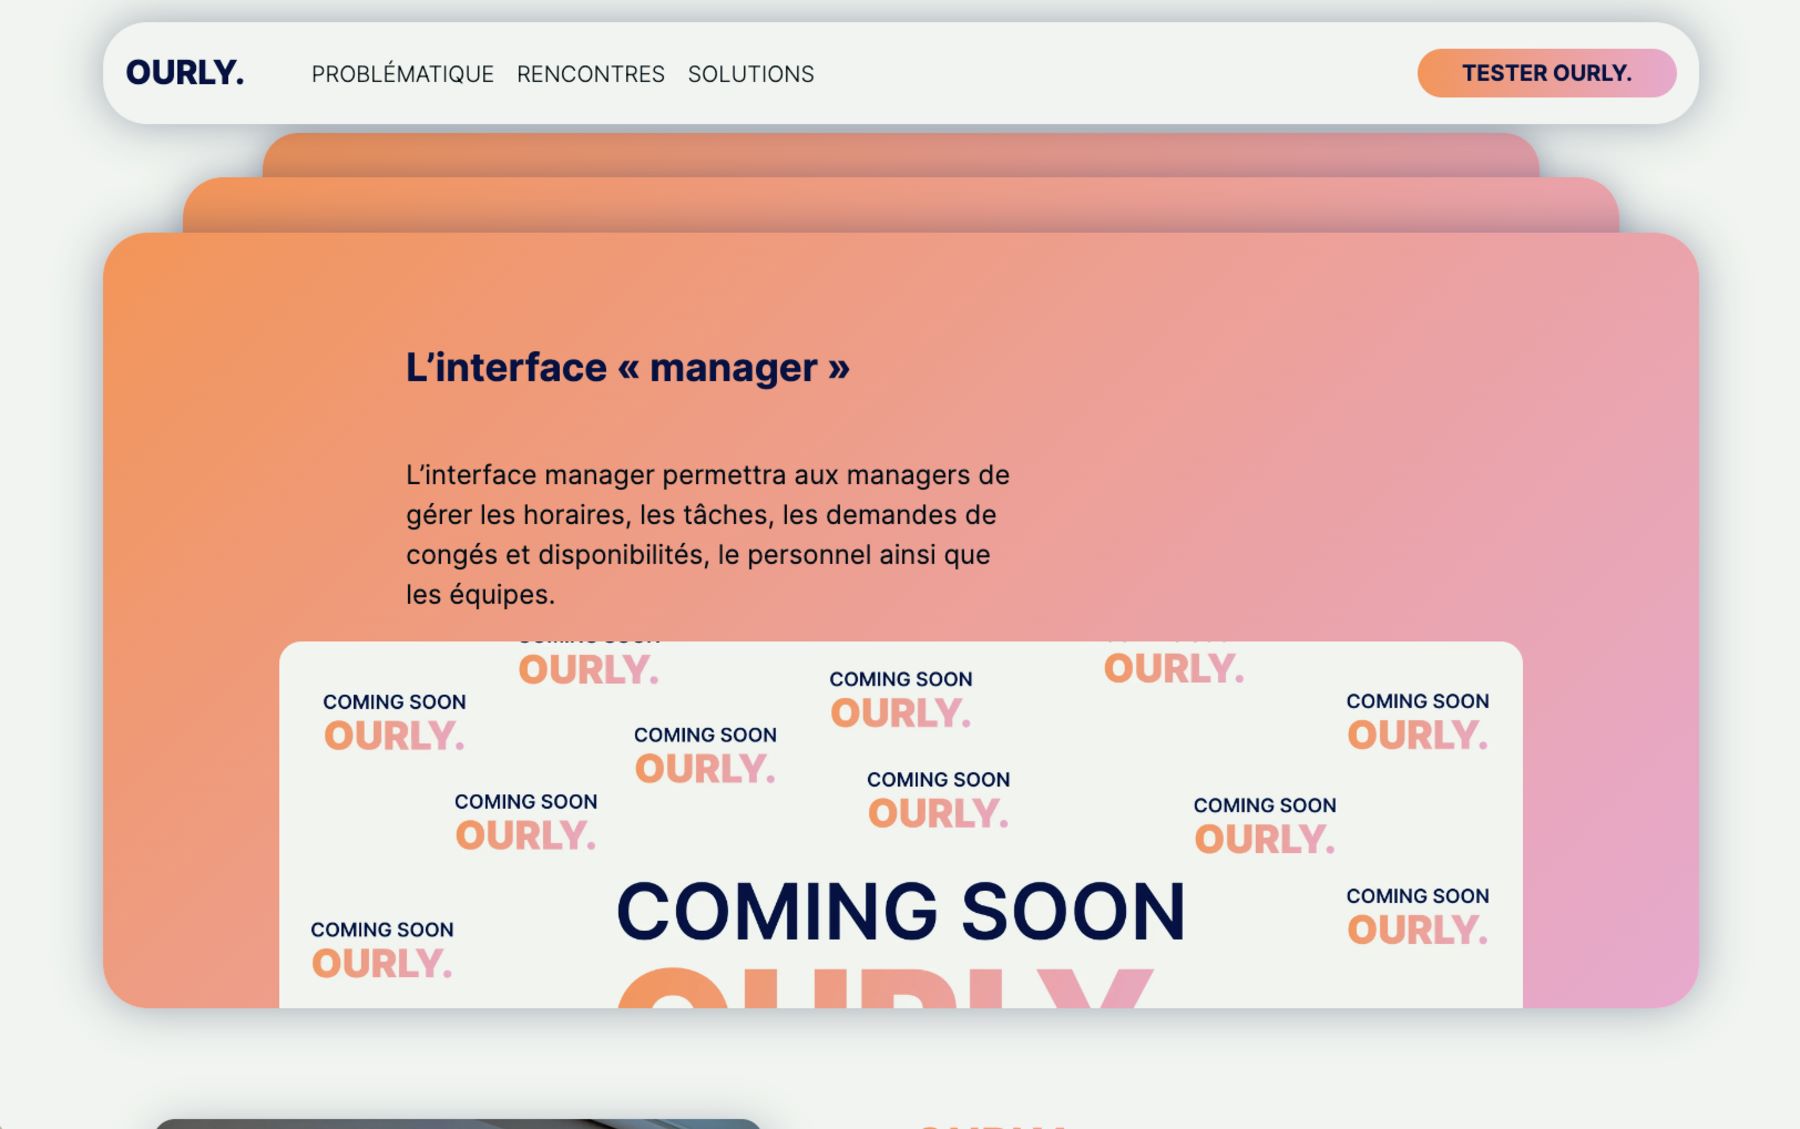 OURLY.
PROBLÉMATIQUE RENCONTRES SOLUTIONS
TESTER OURLY.
L’interface « manager »
L’interface manager permettra aux managers de
gérer les horaires, les tâches, les demandes de
congés et disponibilités, le personnel ainsi que
les équipes.
COMING SOON
OURLY.
OURLY.
COMING SOON
OURLY.
COMING SOON
OURLY.
COMING SOON
OURLY.
COMING SOON
OURLY.
COMING SOON
OURLY.
COMING SOON
OURLY.
COMING SOON
OURLY.
COMING SOON
OURLY.
COMING SOON
OURLY.
COMING SOON
OURLY